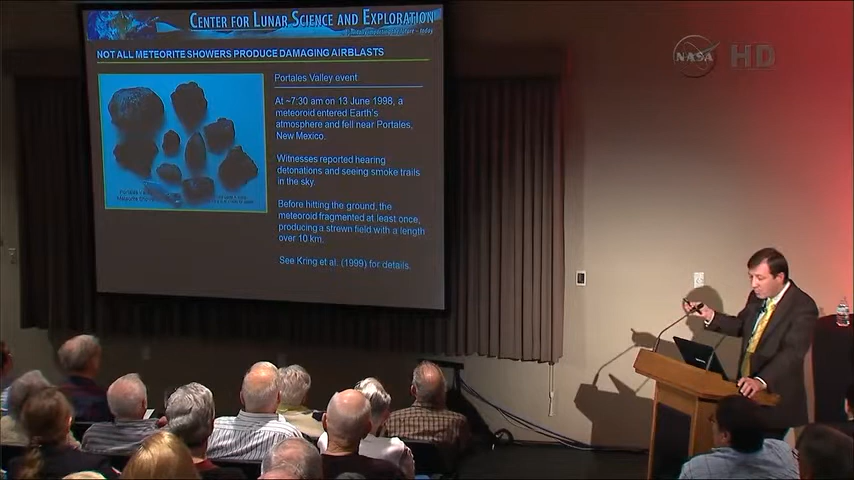 CENTER FOR LUNAR SCIENCE AND EXPLORATION
NOT ALL METEORITE SHOWERS PRODUCE DAMAGING AIRBLASTS
Portales Valley event
At ~7:30 am on 13 June 1998, a
meteoroid entered Earth's
atmosphere and fell near Portales,
New Mexico.
Witnesses reported hearing
detonations and seeing smoke trails
in the sky.
Before hitting the ground, the
meteoroid fragmented at least once,
producing a strewn field with a length
over 10 km.
See Kring et al. (1999) for details.
NASA HD